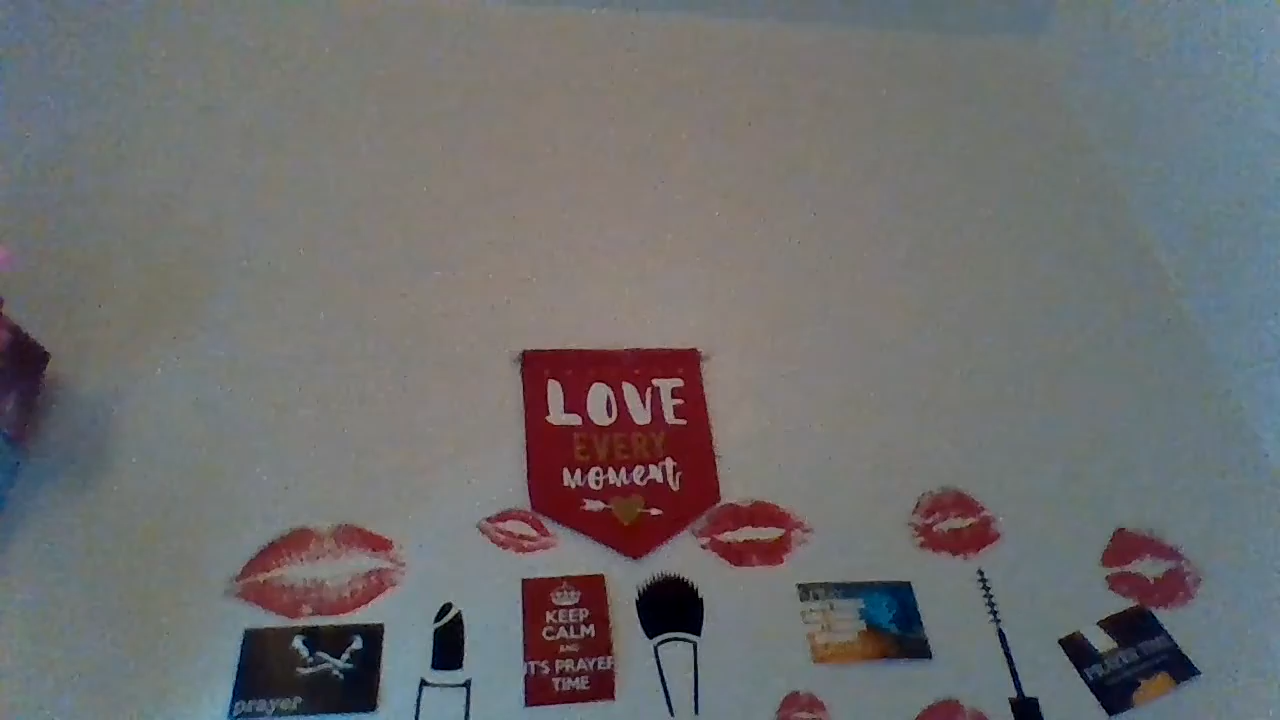 LOVE
EVERY
moment
KEEP
CALM
AND
IT'S PRAYER
TIME
prayer